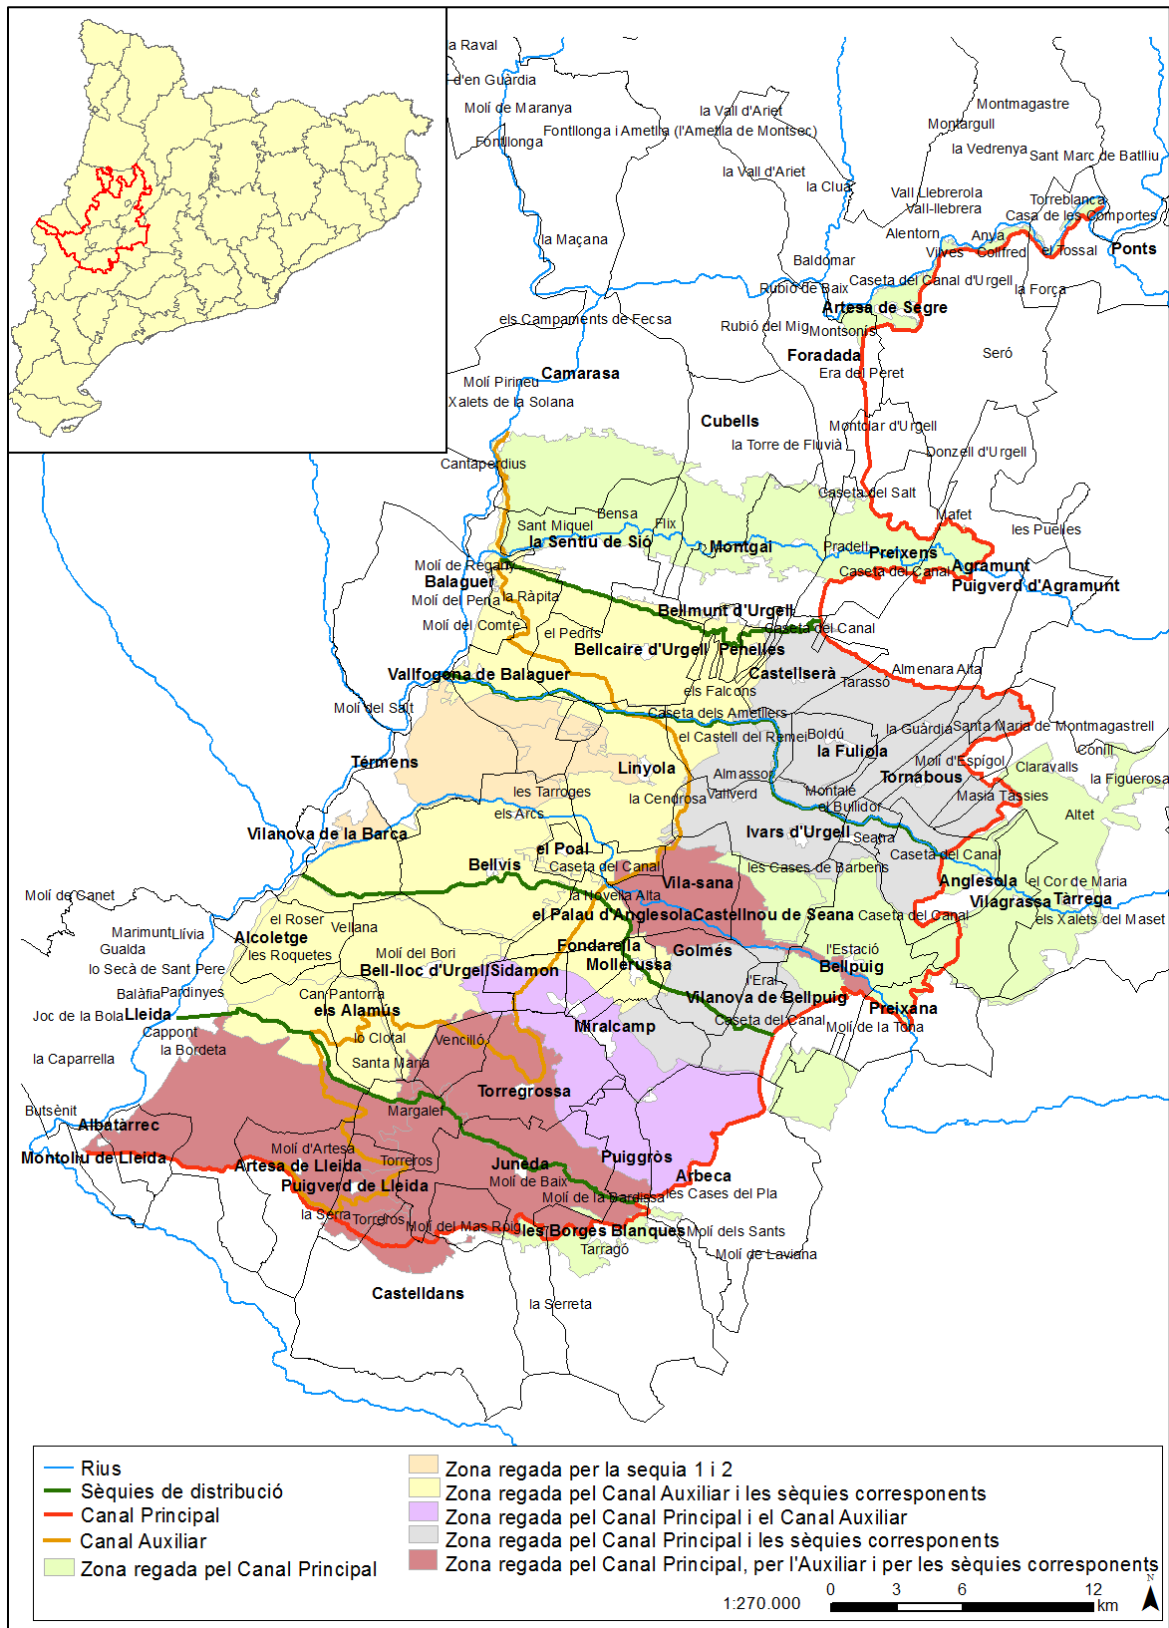 la Raval
d'en Guàrdia
Molí de Maranya
la Vall d'Ariet
Montmagastre
Fontllonga i Ametlla (l'Ametlla de Montsec)
Montargull
Fontllonga
la Vedrenya
Sant Marc de Batlliu
la Vall d'Ariet
la Clua
Vall Llebrerola
Torreblanca
Vall-llebrera
Casa de les Comportes
la Maçana
Alentorn
Anya
Vilves
Collfred
el Tossal
Ponts
Baldomar
Caseta del Canal d'Urgell
Rubió de Baix
la Força
Artesa de Segre
els Campaments de Fecsa
Rubió del Mig
Montsonís
Foradada
Seró
Camarasa
Era del Peret
Molí Pirineu
Xalets de la Solana
Cubells
Montclar d'Urgell
la Torre de Fluvià
Donzell d'Urgell
Cantaperdius
Caseta del Salt
Bensa
Mafet
Sant Miquel
Flix
les Puelles
la Sentiu de Sió
Montgai
Pradell
Preixens
Molí de Regany
Caseta del Canal
Agramunt
Balaguer
Puigverd d'Agramunt
la Ràpita
Molí del Pena
Bellmunt d'Urgell
Molí del Comte
el Pedrís
Caseta del Canal
Bellcaire d'Urgell
Penelles
Vallfogona de Balaguer
Castellserà
Almenara Alta
Tarassó
els Falcons
Molí del Salt
Caseta dels Ametllers
la Guàrdia
Santa Maria de Montmagastrell
el Castell del Remei
Boldú
la Fuliola
Conill
Térmens
Molí d'Espígol
Claravalls
Linyola
Almassor
Tornabous
la Figuerosa
les Tarroges
la Cendrosa
Vallverd
Montalé
Masia Tàssies
els Arcs
el Bullidor
Altet
Vilanova de la Barca
Ivars d'Urgell
Seana
el Poal
Caseta del Canal
Bellvís
Caseta del Canal
les Cases de Barbens
Anglesola
el Cor de Maria
Molí de Canet
Vila-sana
la Novella Alta
Vilagrassa
Tàrrega
el Roser
el Palau d'Anglesola
Castellnou de Seana
Caseta del Canal
els Xalets del Maset
Marimunt
Llívia
Vellana
Alcoletge
Gualda
les Roquetes
Molí del Bori
Fondarella
Golmés
l'Estació
lo Secà de Sant Pere
Bell-lloc d'Urgell
Sidamon
Mollerussa
Bellpuig
Balàfia
Pardinyes
Can Pantorra
l'Eral
Vilanova de Bellpuig
Preixana
Joc de la Bola
Lleida
els Alamús
Caseta del Canal
Miralcamp
Molí de la Tona
Cappont
lo Clotal
Vencilló
la Bordeta
la Caparrella
Santa Maria
Torregrossa
Butsènit
Margalef
Albatàrrec
Molí d'Artesa
Montoliu de Lleida
Artesa de Lleida
Torreros
Juneda
Puiggròs
Arbeca
Puigverd de Lleida
Molí de Baix
Molí de la Bardissa
les Cases del Pla
la Serra
Torreros
Molí del Mas Roig
les Borges Blanques
Molí dels Sants
Tarragó
Molí de Laviana
Castelldans
la Serreta
Rius
Sèquies de distribució
Canal Principal
Canal Auxiliar
Zona regada pel Canal Principal
Zona regada per la sequia 1 i 2
Zona regada pel Canal Auxiliar i les sèquies corresponents
Zona regada pel Canal Principal i el Canal Auxiliar
Zona regada pel Canal Principal i les sèquies corresponents
Zona regada pel Canal Principal, per l'Auxiliar i per les sèquies corresponents
1:270.000
0 3 6 12
km
N